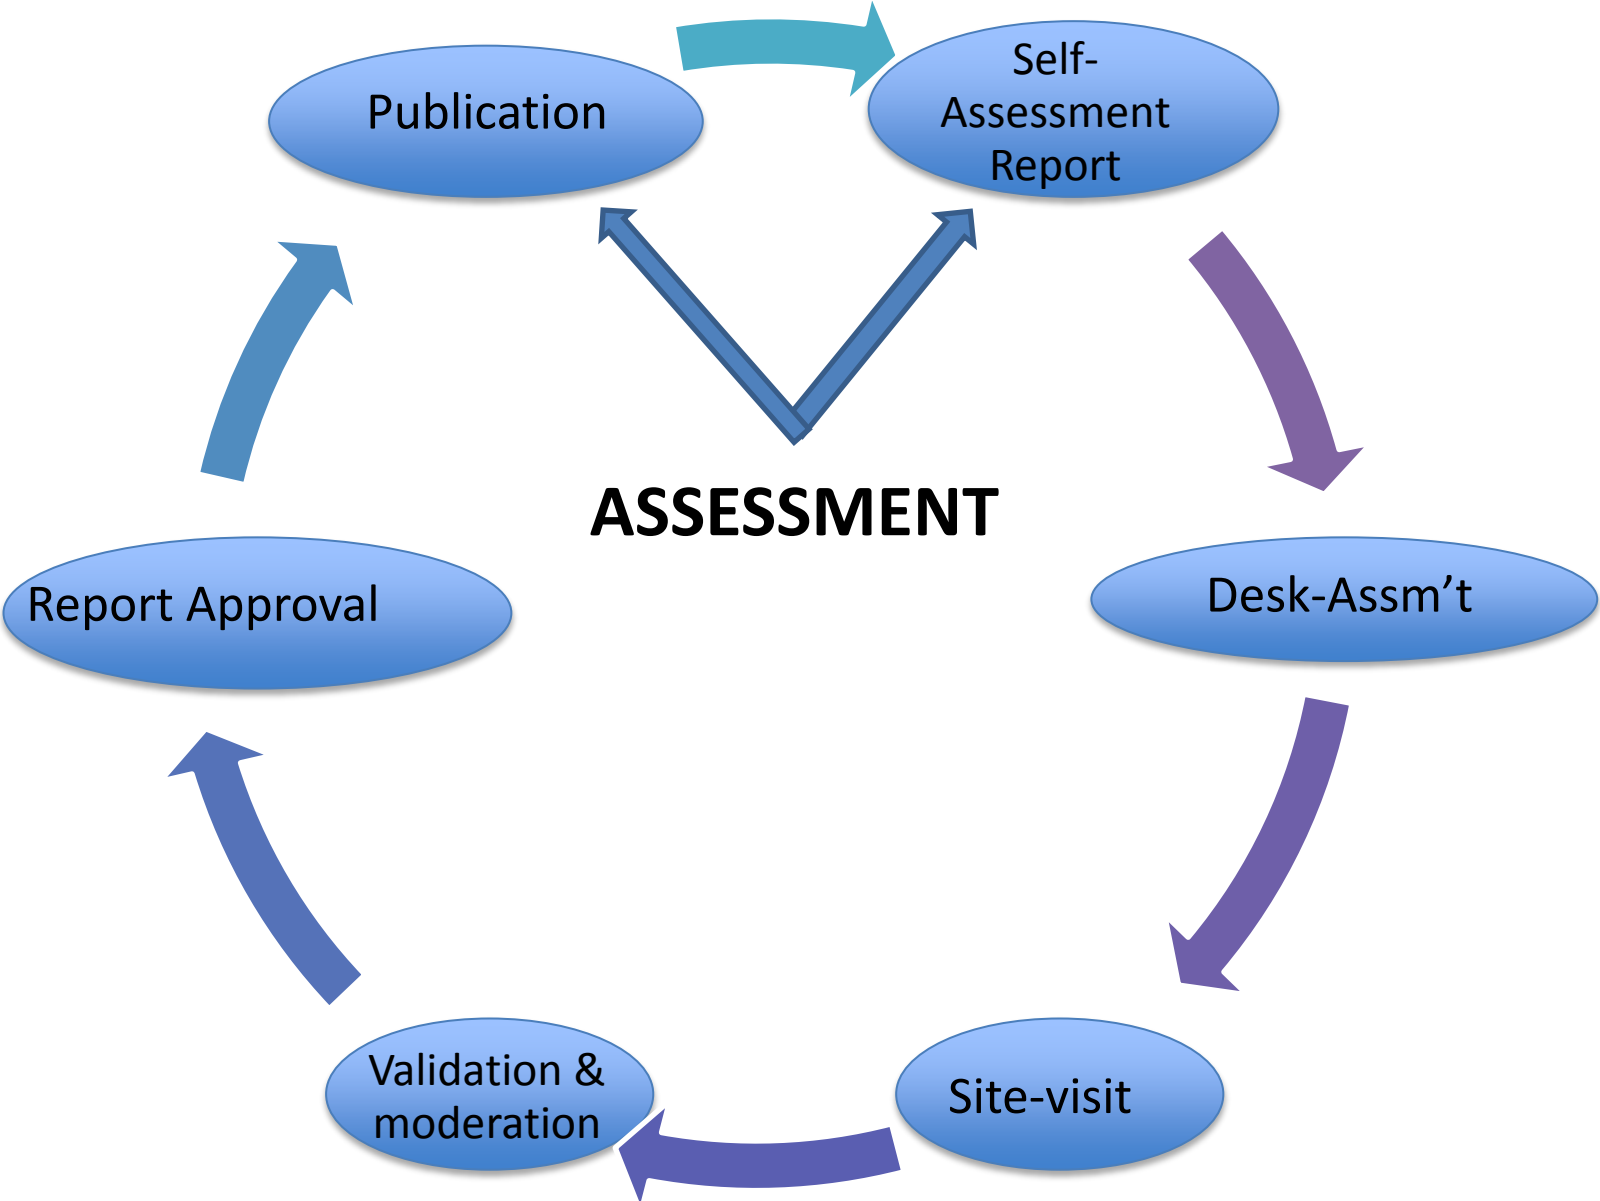 Publication
Self-
Assessment
Report
ASSESSMENT
Report Approval
Desk-Assm’t
Validation &
moderation
Site-visit